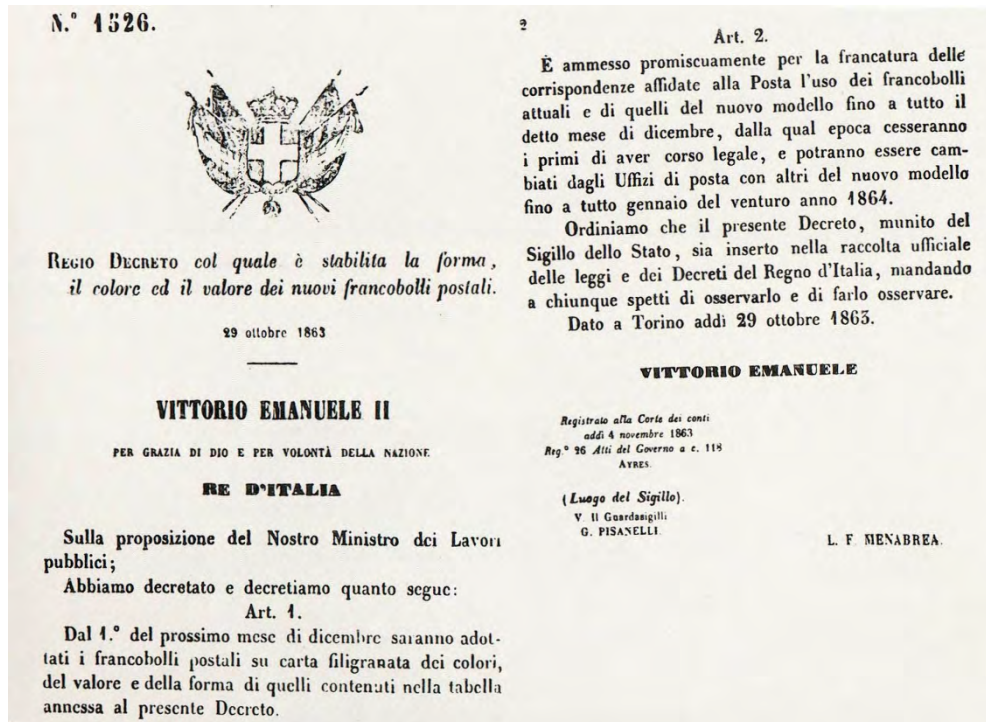 N.° 1526.
REGIO DECRETO col quale è stabilita la forma,
il colore ed il valore dei nuovi francobolli postali.
29 ottobre 1863
VITTORIO EMANUELE II
PER GRAZIA DI DIO E PER VOLONTÀ DELLA NAZIONE
RE D'ITALIA
Sulla proposizione del Nostro Ministro dei Lavori
pubblici;
Abbiamo decretato e decretiamo quanto segue:
Art. 1.
Dal 1.° del prossimo mese di dicembre saranno adot-
tati i francobolli postali su carta filigranata dei colori,
del valore e della forma di quelli contenuti nella tabella
annessa al presente Decreto.
2
Art. 2.
È ammesso promiscuamente per la francatura delle
corrispondenze affidate alla Posta l'uso dei francobolli
attuali e di quelli del nuovo modello fino a tutto il
detto mese di dicembre, dalla qual epoca cesseranno
i primi di aver corso legale, e potranno essere cam-
biati dagli Uffizi di posta con altri del nuovo modello
fino a tutto gennaio del venturo anno 1864.
Ordiniamo che il presente Decreto, munito del
Sigillo dello Stato, sia inserto nella raccolta ufficiale
delle leggi e dei Decreti del Regno d'Italia, mandando
a chiunque spetti di osservarlo e di farlo osservare.
Dato a Torino addì 29 ottobre 1863.
VITTORIO EMANUELE
Registrato alla Corte dei conti
addì 4 novembre 1863
Reg.° 26 Atti del Governo a c. 118
AYRES.
(Luogo del Sigillo).
V. Il Guardasigilli
G. PISANELLI.
L. F. MENABREA.